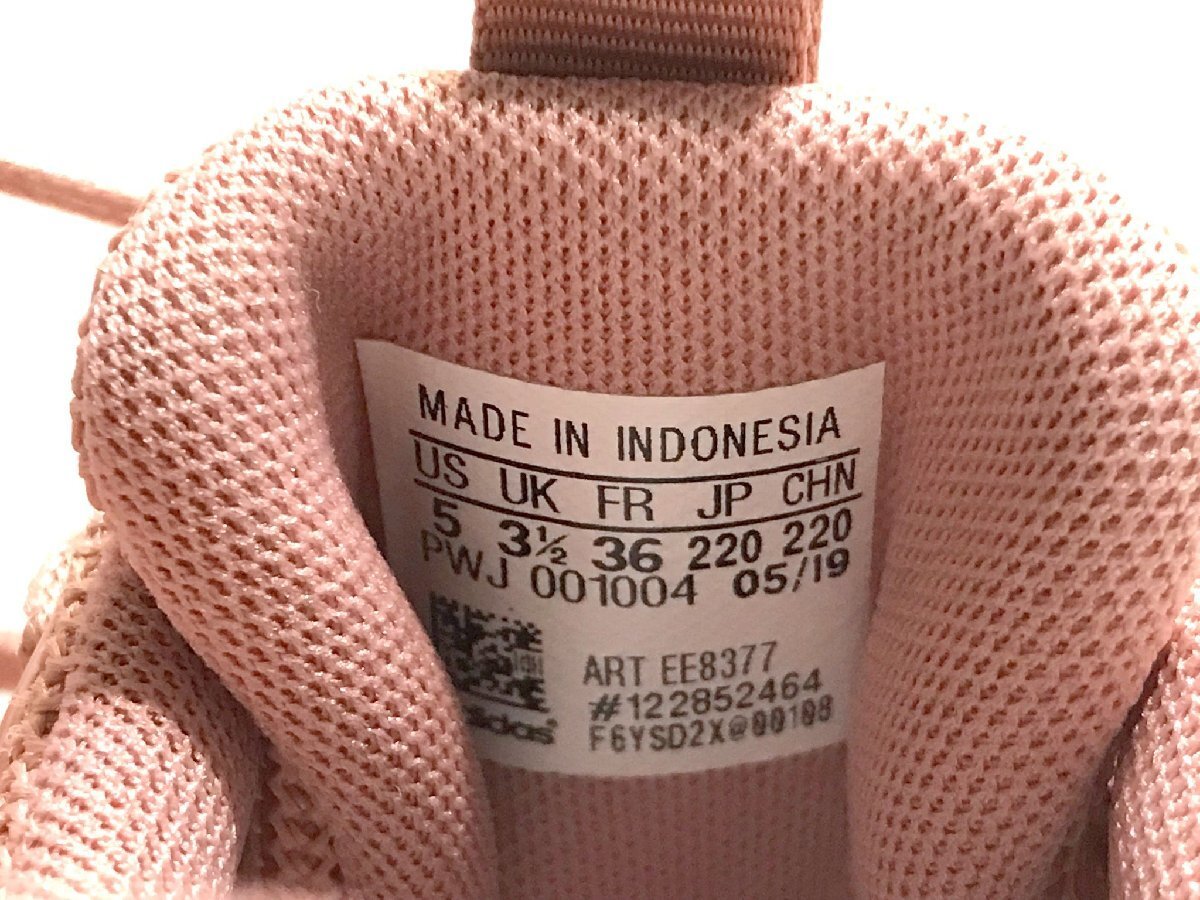 MADE IN INDONESIA
US UK FR JP CHN
5 3½ 36 220 220
PWJ 001004 05/19
ART EE8377
#122852464
adidas F6YSD2X@00108